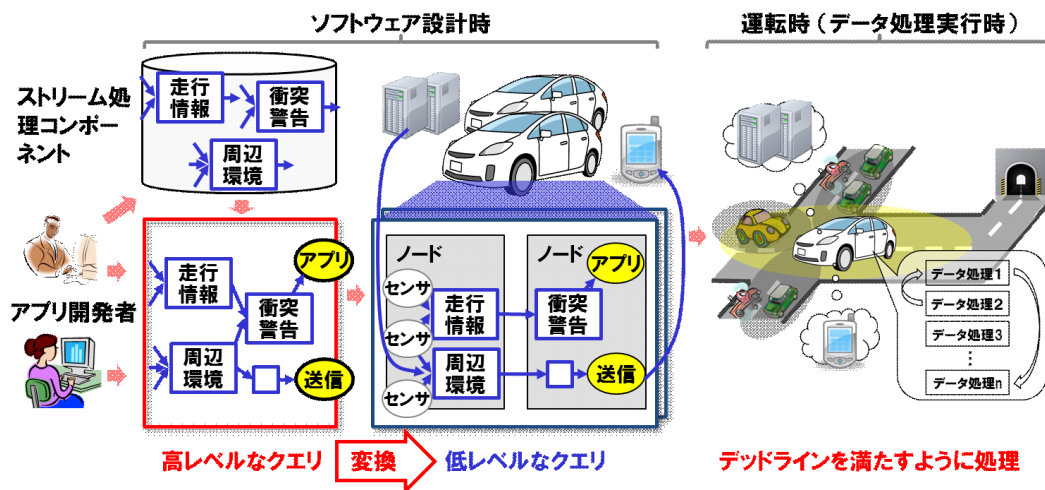 ソフトウェア設計時
運転時(データ処理実行時)
ストリーム処
理コンポー
ネント
走行
情報
衝突
警告
周辺
環境
アプリ開発者
走行
情報
周辺
環境
衝突
警告
アプリ
送信
ノード
センサ
センサ
センサ
走行
情報
周辺
環境
ノード
アプリ
衝突
警告
送信
データ処理1
データ処理2
データ処理3
⋮
データ処理n
高レベルなクエリ
変換
低レベルなクエリ
デッドラインを満たすように処理